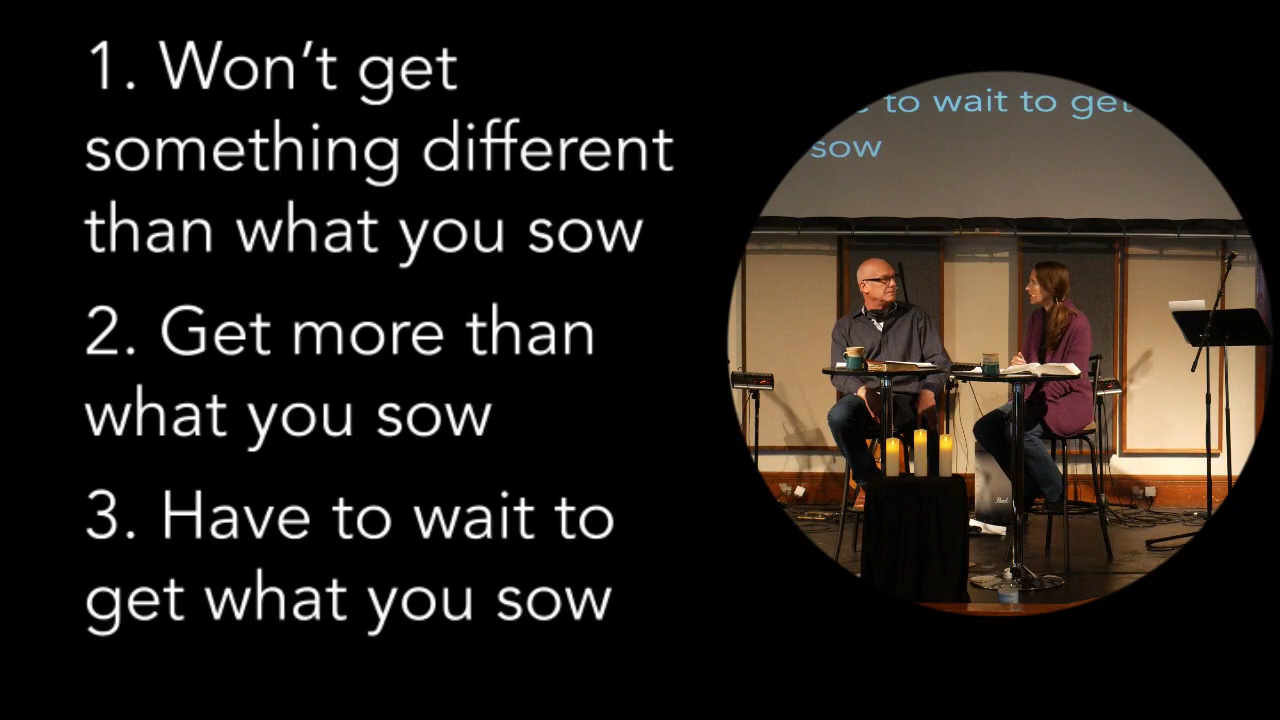 1. Won’t get
something different
than what you sow
2. Get more than
what you sow
3. Have to wait to
get what you sow
to wait to get
sow